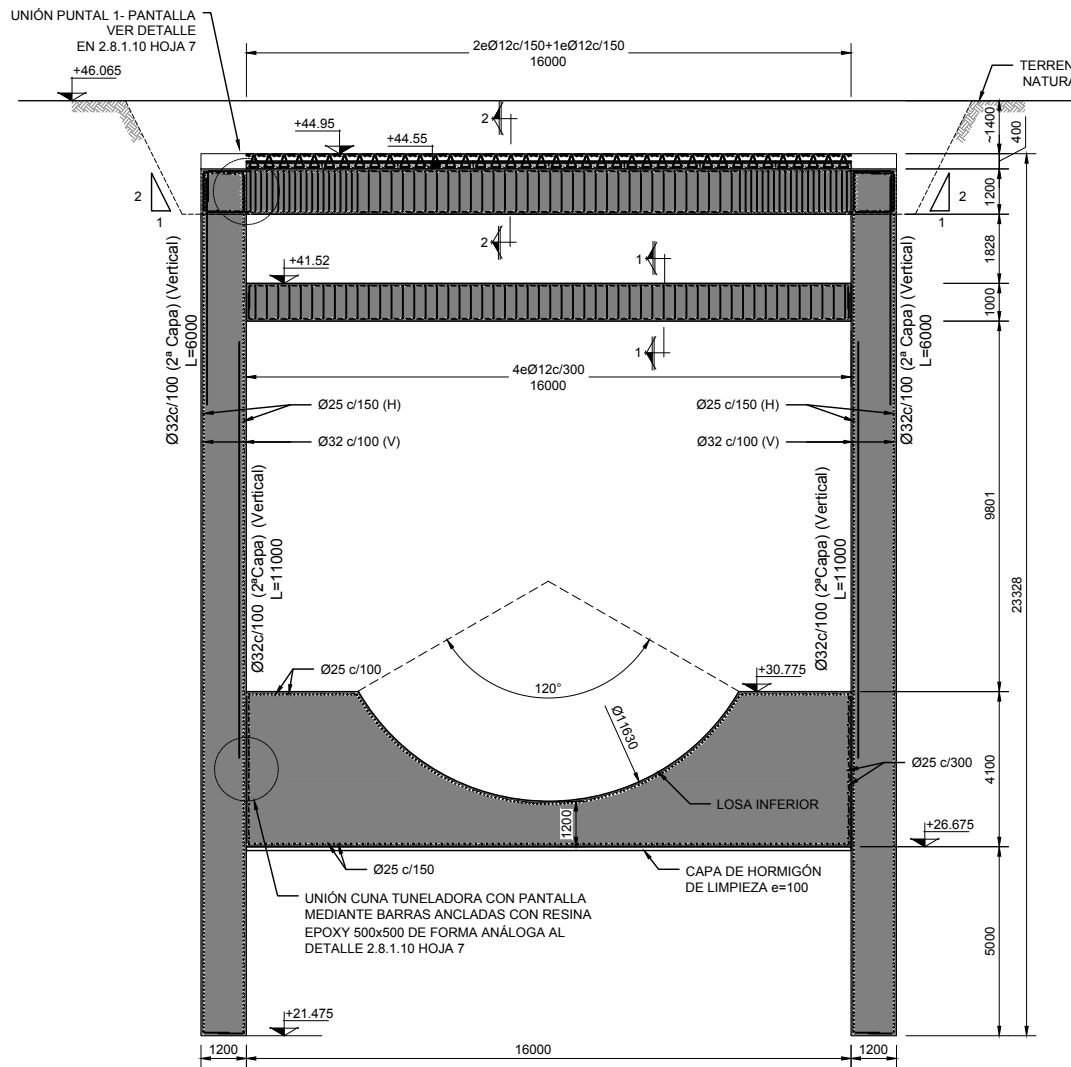 UNIÓN PUNTAL 1- PANTALLA
VER DETALLE
EN 2.8.1.10 HOJA 7
2eØ12c/150+1eØ12c/150
16000
+46.065
TERREN
NATURA
~1400
400
2
+44.95
+44.55
2
1
2
1
1200
2
1828
+41.52
1
1000
1
4eØ12c/300
16000
Ø32c/100 (2ª Capa) (Vertical)
L=6000
Ø32c/100 (2ª Capa) (Vertical)
L=6000
Ø25 c/150 (H)
Ø25 c/150 (H)
Ø32 c/100 (V)
Ø32 c/100 (V)
Ø32c/100 (2ªCapa) (Vertical)
L=11000
Ø32c/100 (2ªCapa) (Vertical)
L=11000
9801
23328
Ø25 c/100
120°
+30.775
Ø11630
Ø25 c/300
4100
LOSA INFERIOR
1200
+26.675
Ø25 c/150
CAPA DE HORMIGÓN
DE LIMPIEZA e=100
UNIÓN CUNA TUNELADORA CON PANTALLA
MEDIANTE BARRAS ANCLADAS CON RESINA
EPOXY 500x500 DE FORMA ANÁLOGA AL
DETALLE 2.8.1.10 HOJA 7
5000
+21.475
1200
16000
1200